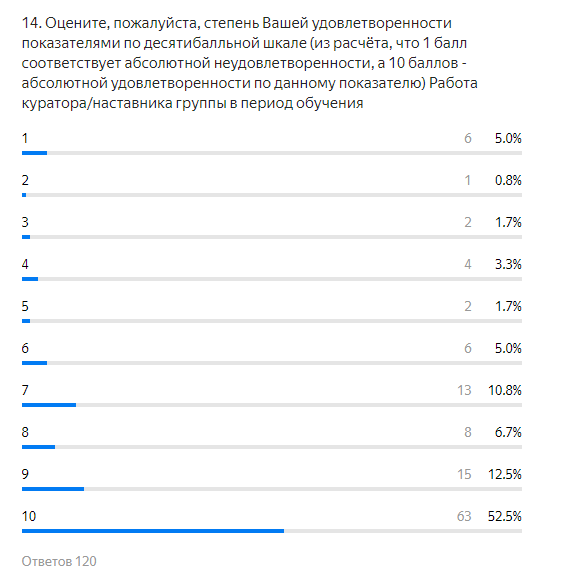 14. Оцените, пожалуйста, степень Вашей удовлетворенности
показателями по десятибалльной шкале (из расчёта, что 1 балл
соответствует абсолютной неудовлетворенности, а 10 баллов -
абсолютной удовлетворенности по данному показателю) Работа
куратора/наставника группы в период обучения
1 6 5.0%
2 1 0.8%
3 2 1.7%
4 4 3.3%
5 2 1.7%
6 6 5.0%
7 13 10.8%
8 8 6.7%
9 15 12.5%
10 63 52.5%
Ответов 120